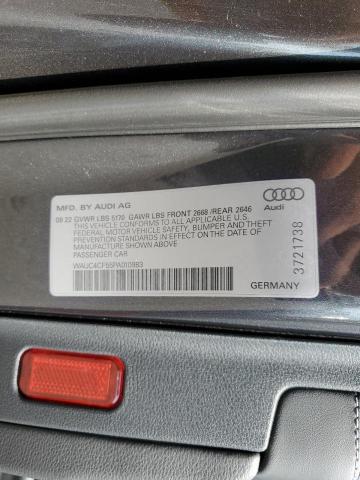 MFD. BY AUDI AG
08 22 GVWR LBS 5170 GAWR LBS FRONT 2668 / REAR 2646
THIS VEHICLE CONFORMS TO ALL APPLICABLE U.S.
FEDERAL MOTOR VEHICLE SAFETY, BUMPER AND THEFT
PREVENTION STANDARDS IN EFFECT ON THE DATE OF
MANUFACTURE SHOWN ABOVE.
PASSENGER CAR
WAUC4CF55PA010983
Audi
3721738
GERMANY